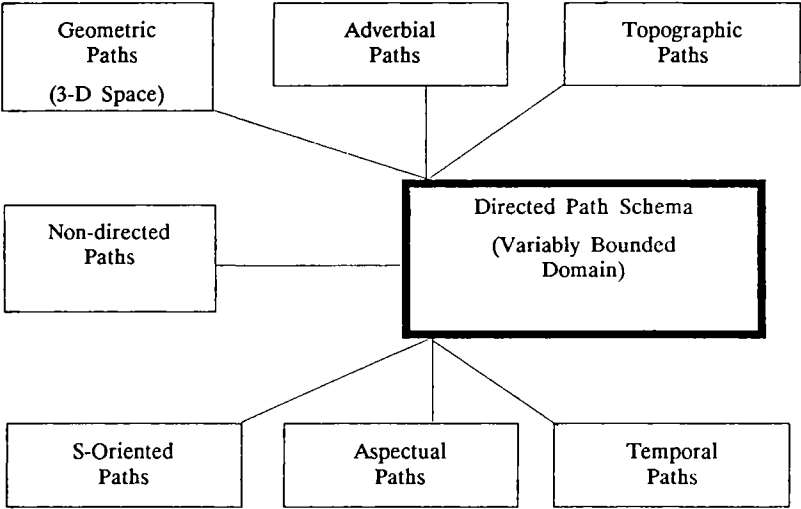 Geometric
Paths
(3-D Space)
Adverbial
Paths
Topographic
Paths
Non-directed
Paths
Directed Path Schema
(Variably Bounded
Domain)
S-Oriented
Paths
Aspectual
Paths
Temporal
Paths